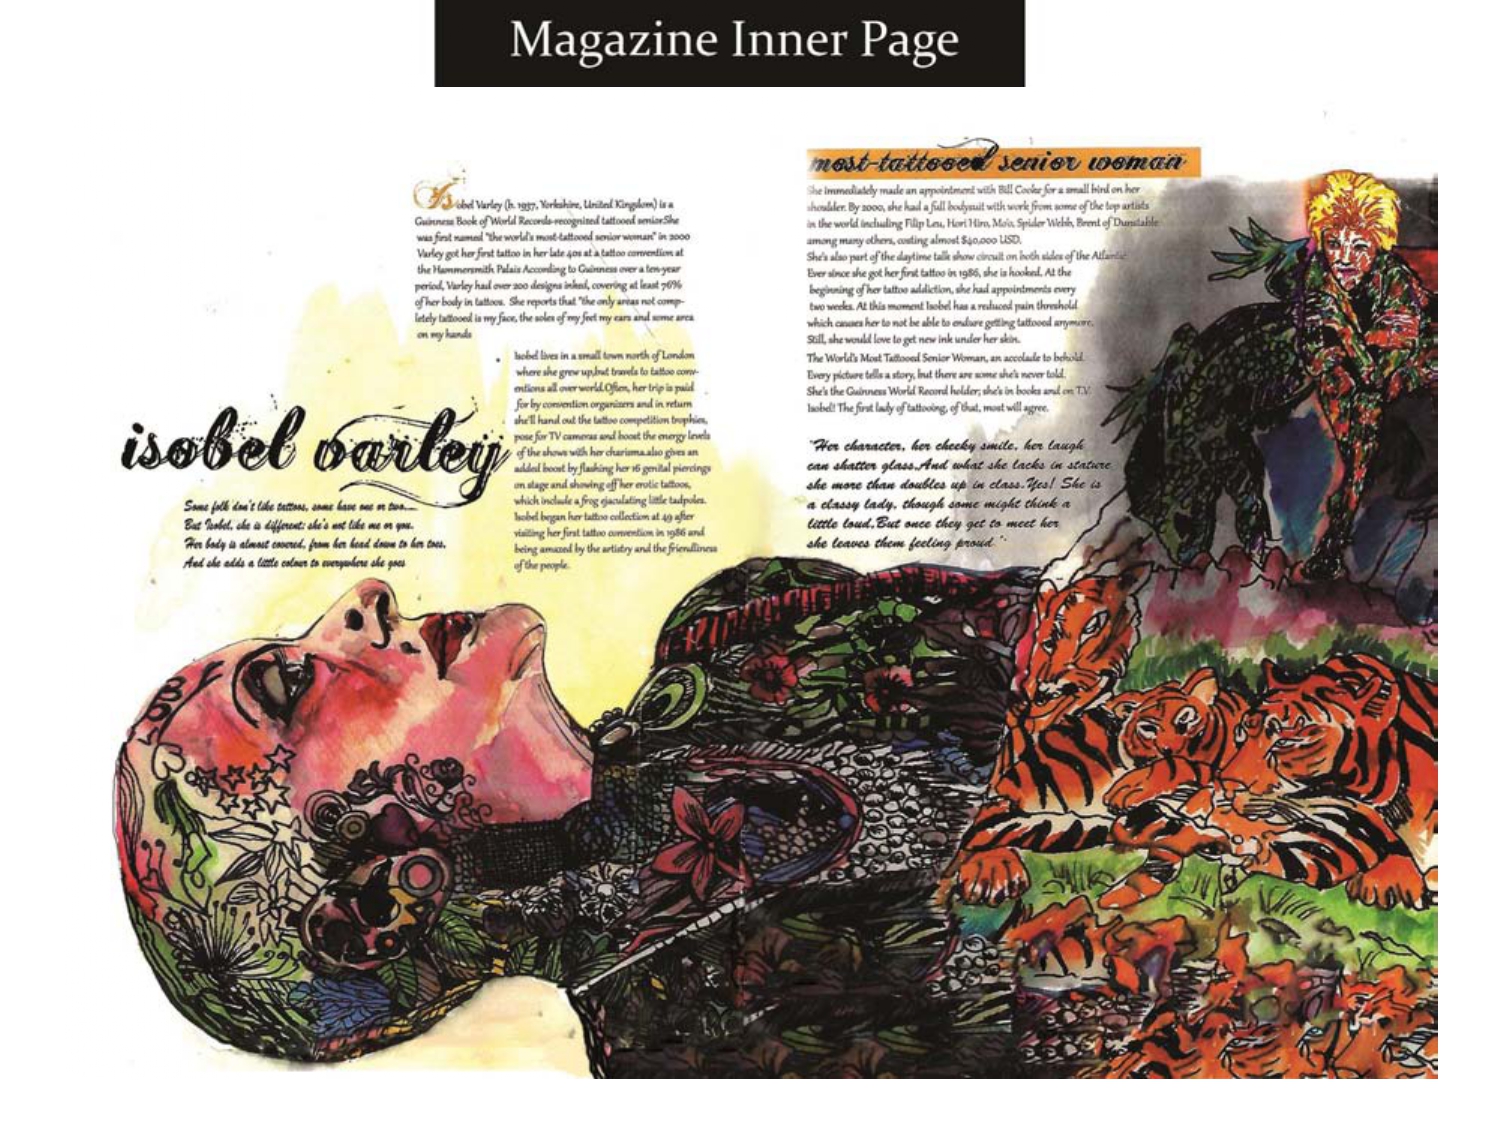 Magazine Inner Page
Isobel Varley (b. 1937, Yorkshire, United Kingdom) is a
Guinness Book of World Records-recognized tattooed seniorShe
was first named "the world's most-tattooed senior woman" in 2000
Varley got her first tattoo in her late 40s at a tattoo convention at
the Hammersmith Palais According to Guinness over a ten-year
period, Varley had over 200 designs inked, covering at least 76%
of her body in tattoos. She reports that "the only areas not comp-
letely tattooed is my face, the soles of my feet my ears and some area
on my hands
Isobel lives in a small town north of London
where she grew up,but travels to tattoo conv-
entions all over world.Often, her trip is paid
for by convention organizers and in return
she'll hand out the tattoo competition trophies,
pose for TV cameras and boost the energy levels
of the shows with her charisma.also gives an
added boost by flashing her 16 genital piercings
on stage and showing off her erotic tattoos,
which include a frog ejaculating little tadpoles.
Isobel began her tattoo collection at 49 after
visiting her first tattoo convention in 1986 and
being amazed by the artistry and the friendliness
of the people.
isobel varley
Some folk don't like tattoos, some have one or two....
But Isobel, she is different: she's not like me or you.
Her body is almost covered, from her head down to her toes.
And she adds a little colour to everywhere she goes
most-tattooed senior woman
She immediately made an appointment with Bill Cooke for a small bird on her
shoulder. By 2000, she had a full bodysuit with work from some of the top artists
in the world including Filip Leu, Hori Hiro, Mo'o, Spider Webb, Brent of Dunstable
among many others, costing almost $40,000 USD.
She's also part of the daytime talk show circuit on both sides of the Atlantic
Ever since she got her first tattoo in 1986, she is hooked. At the
beginning of her tattoo addiction, she had appointments every
two weeks. At this moment Isobel has a reduced pain threshold
which causes her to not be able to endure getting tattooed anymore.
Still, she would love to get new ink under her skin.
The World's Most Tattooed Senior Woman, an accolade to behold.
Every picture tells a story, but there are some she's never told.
She's the Guinness World Record holder; she's in books and on T.V.
Isobel! The first lady of tattooing, of that, most will agree.
"Her character, her cheeky smile, her laugh
can shatter glass.And what she lacks in stature
she more than doubles up in class.Yes! She is
a classy lady, though some might think a
little loud,But once they get to meet her
she leaves them feeling proud."